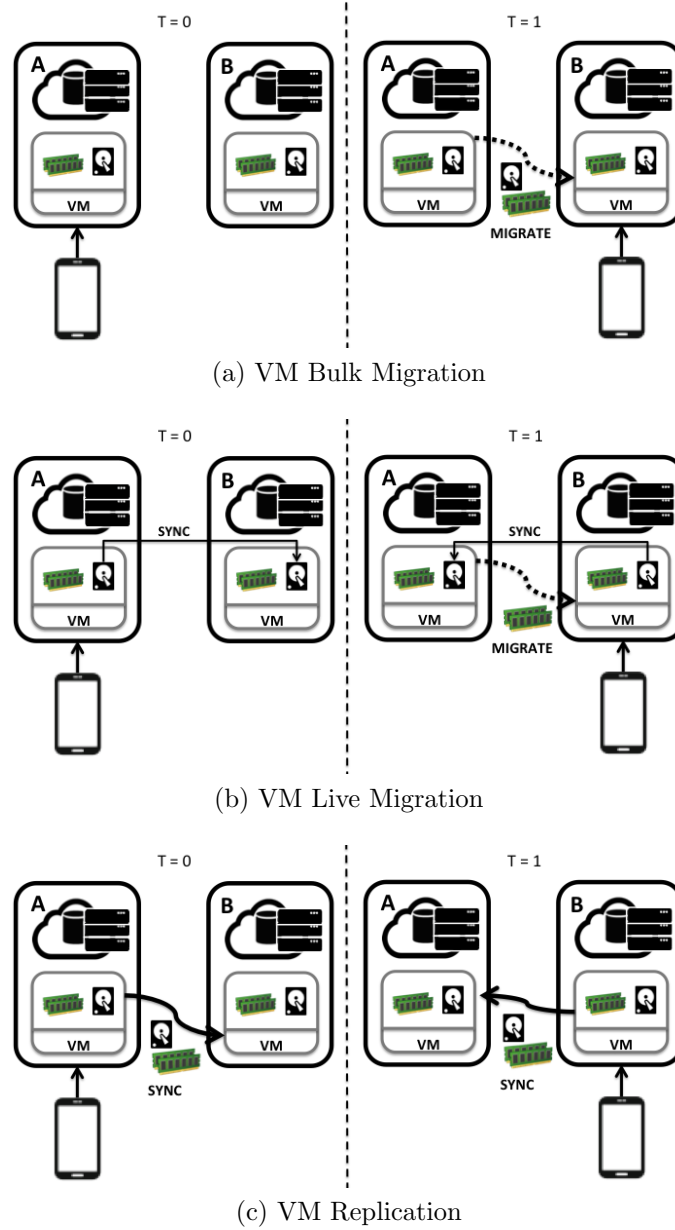 T = 0
T = 1
A
B
A
B
VM
VM
VM
VM
MIGRATE
(a) VM Bulk Migration
T = 0
T = 1
A
B
A
B
SYNC
SYNC
VM
VM
VM
VM
MIGRATE
(b) VM Live Migration
T = 0
T = 1
A
B
A
B
VM
VM
VM
VM
SYNC
SYNC
(c) VM Replication